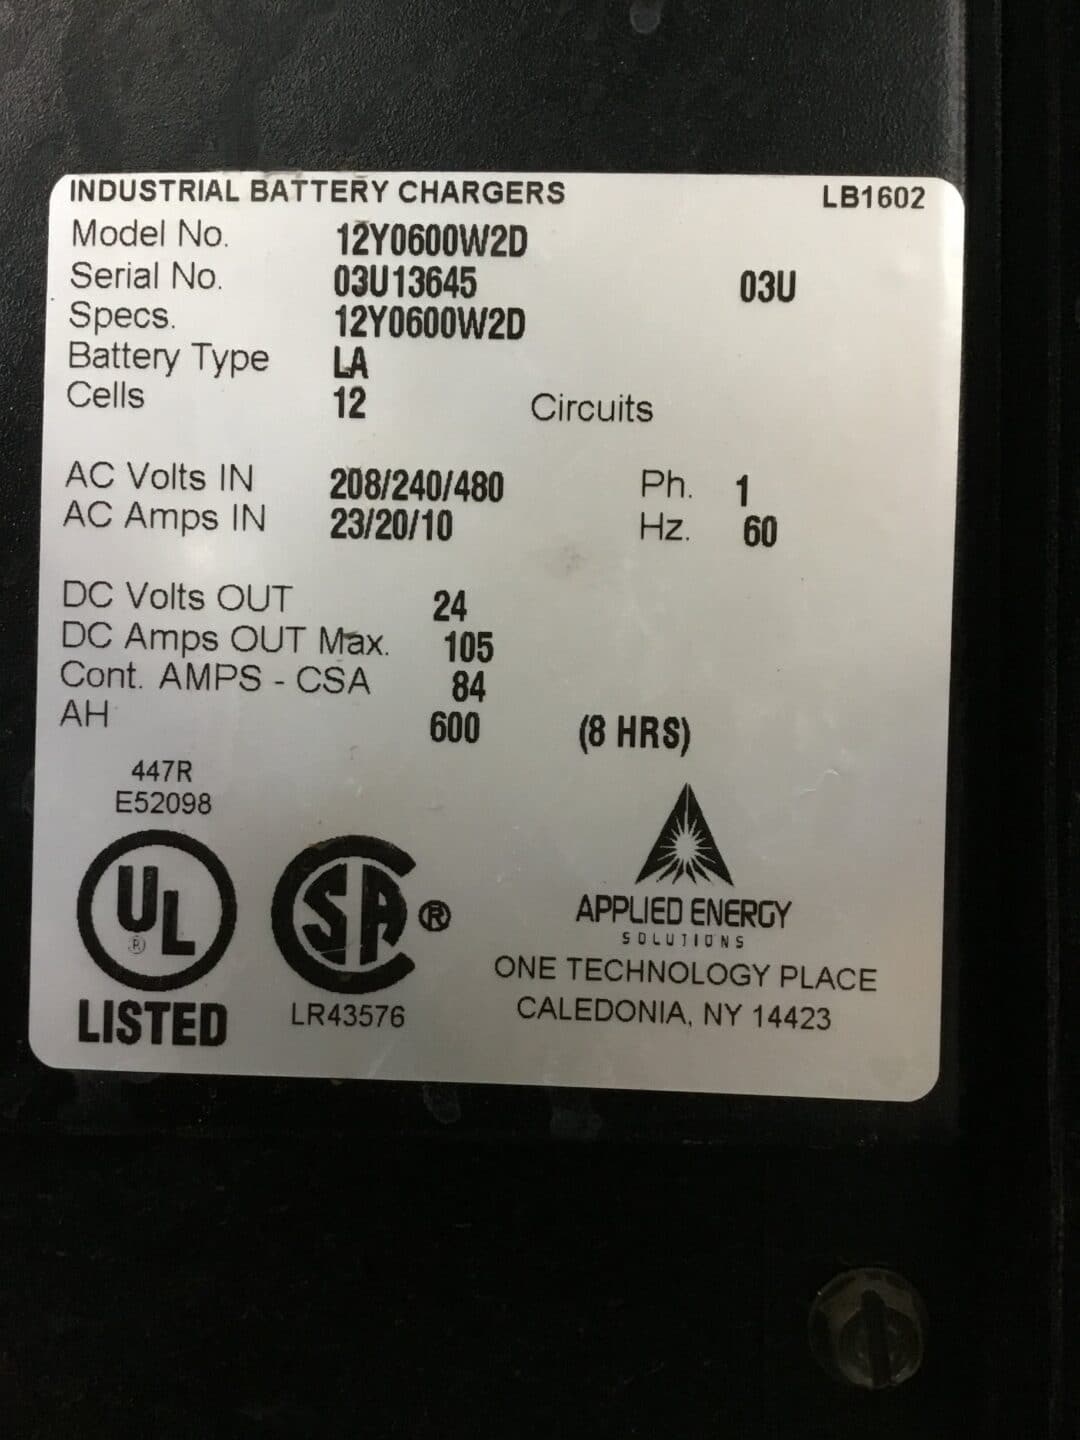 INDUSTRIAL BATTERY CHARGERS LB1602
Model No. 12Y0600W2D
Serial No. 03U13645 03U
Specs. 12Y0600W2D
Battery Type LA
Cells 12 Circuits
AC Volts IN 208/240/480 Ph. 1
AC Amps IN 23/20/10 Hz. 60
DC Volts OUT 24
DC Amps OUT Max. 105
Cont. AMPS - CSA 84
AH 600 (8 HRS)
447R
E52098
UL ®
LISTED
SA ®
LR43576
APPLIED ENERGY
SOLUTIONS
ONE TECHNOLOGY PLACE
CALEDONIA, NY 14423